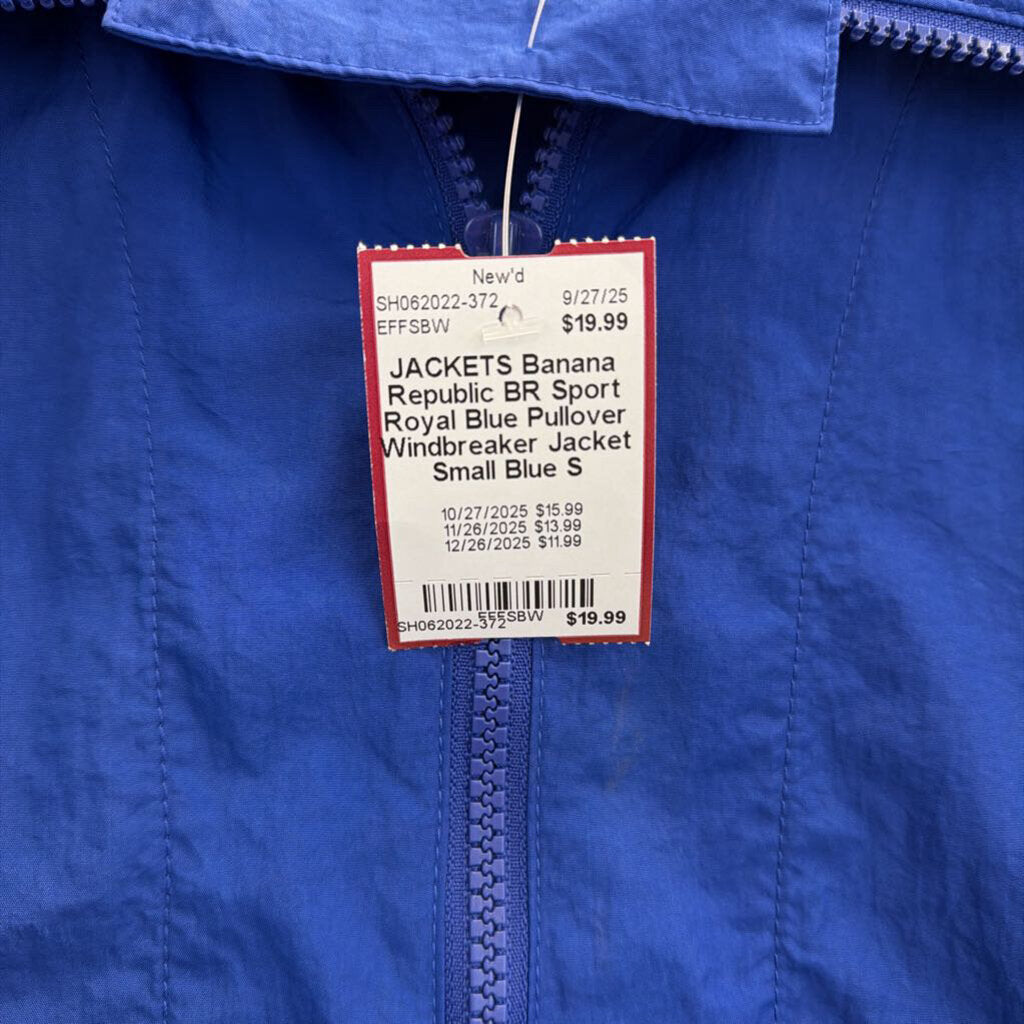 New'd
SH062022-372 9/27/25
EFFSBW $19.99
JACKETS Banana
Republic BR Sport
Royal Blue Pullover
Windbreaker Jacket
Small Blue S
10/27/2025 $15.99
11/26/2025 $13.99
12/26/2025 $11.99
EFFSBW
SH062022-372 $19.99